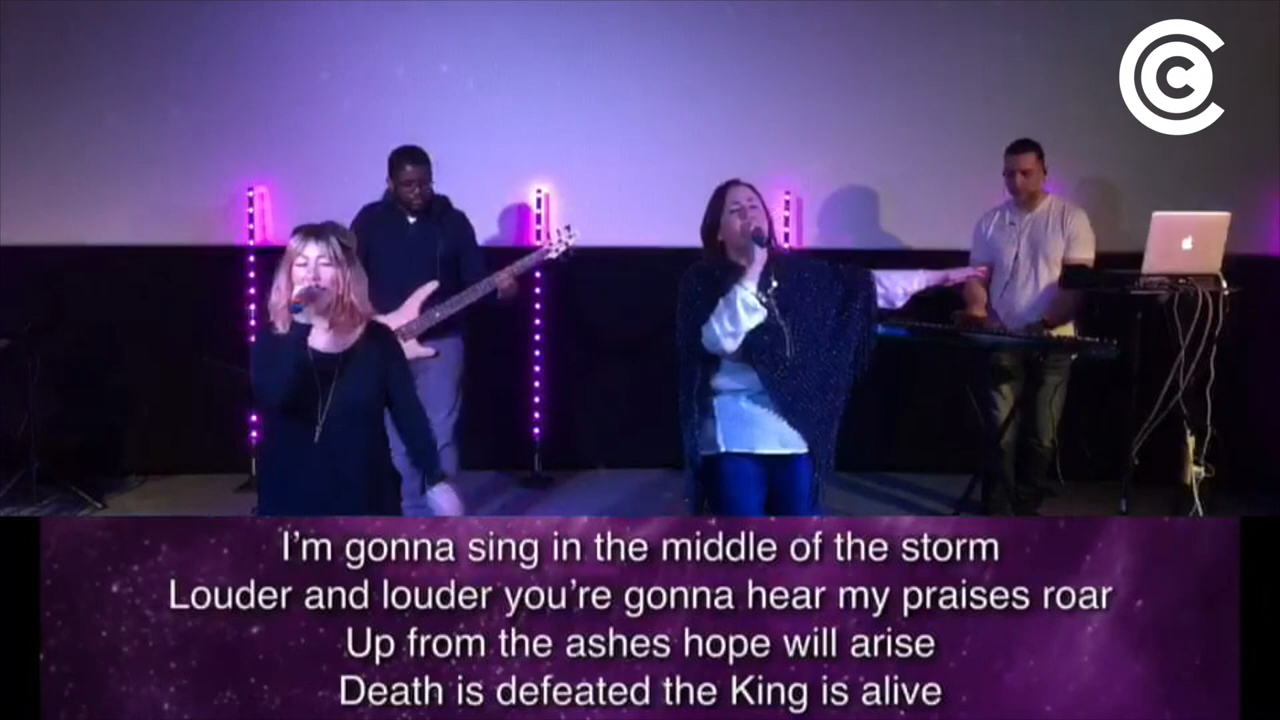 I'm gonna sing in the middle of the storm
Louder and louder you're gonna hear my praises roar
Up from the ashes hope will arise
Death is defeated the King is alive